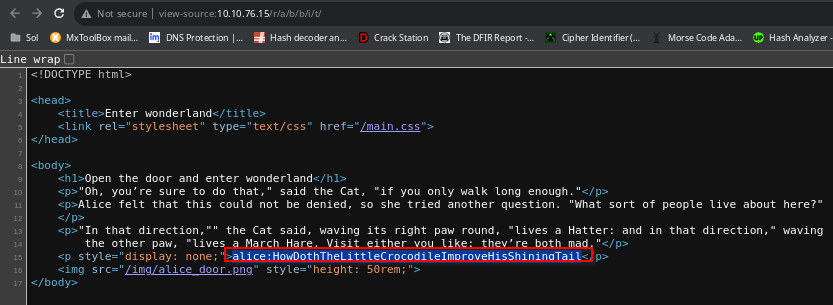 Not secure | view-source:10.10.76.15/r/a/b/b/i/t/
Sol MxToolBox mail... DNS Protection |... Hash decoder an... Crack Station The DFIR Report -... Cipher Identifier (... Morse Code Ada... Hash Analyzer -
Line wrap
1 <!DOCTYPE html>
2
3 <head>
4 <title>Enter wonderland</title>
5 <link rel="stylesheet" type="text/css" href="/main.css">
6 </head>
7
8 <body>
9 <h1>Open the door and enter wonderland</h1>
10 <p>"Oh, you’re sure to do that," said the Cat, "if you only walk long enough."</p>
11 <p>Alice felt that this could not be denied, so she tried another question. "What sort of people live about here?"
12 </p>
13 <p>"In that direction,"" the Cat said, waving its right paw round, "lives a Hatter: and in that direction," waving
14 the other paw, "lives a March Hare. Visit either you like: they’re both mad."</p>
15 <p style="display: none;">alice:HowDothTheLittleCrocodileImproveHisShiningTail</p>
16 <img src="/img/alice_door.png" style="height: 50rem;">
17 </body>